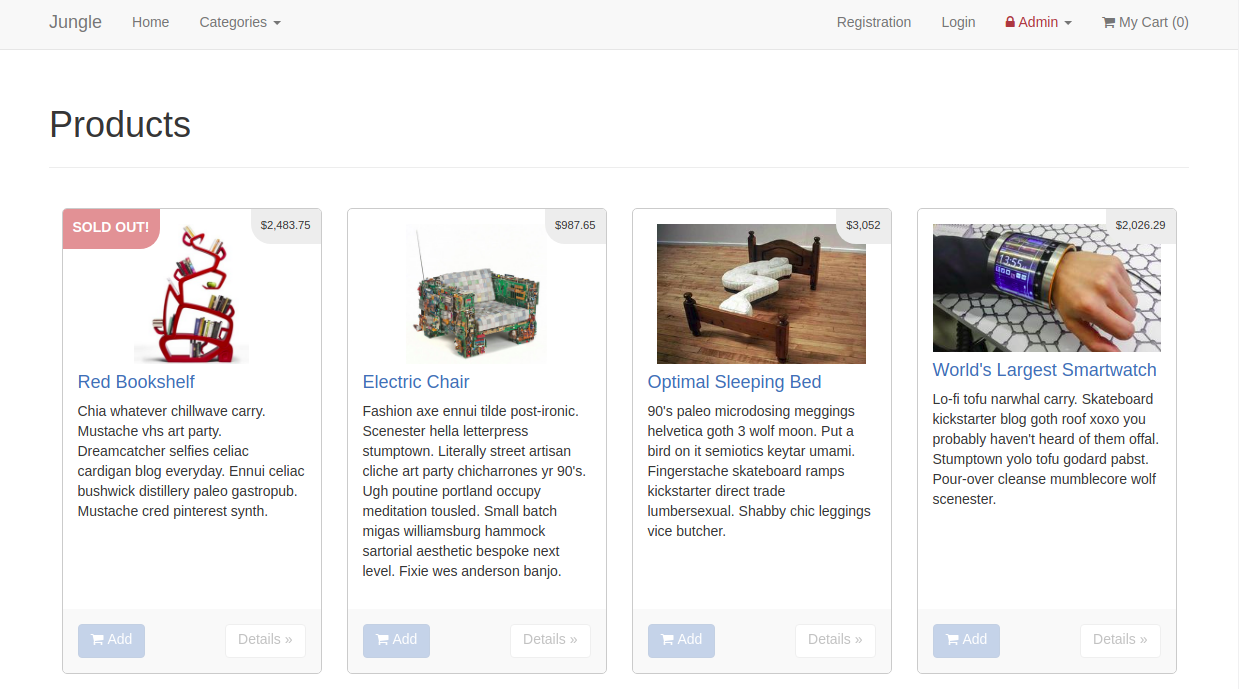 Jungle Home Categories Registration Login Admin My Cart (0)
Products
SOLD OUT! $2,483.75
Red Bookshelf
Chia whatever chillwave carry.
Mustache vhs art party.
Dreamcatcher selfies celiac
cardigan blog everyday. Ennui celiac
bushwick distillery paleo gastropub.
Mustache cred pinterest synth.
Add Details »
$987.65
Electric Chair
Fashion axe ennui tilde post-ironic.
Scenester hella letterpress
stumptown. Literally street artisan
cliche art party chicharrones yr 90's.
Ugh poutine portland occupy
meditation tousled. Small batch
migas williamsburg hammock
sartorial aesthetic bespoke next
level. Fixie wes anderson banjo.
Add Details »
$3,052
Optimal Sleeping Bed
90's paleo microdosing meggings
helvetica goth 3 wolf moon. Put a
bird on it semiotics keytar umami.
Fingerstache skateboard ramps
kickstarter direct trade
lumbersexual. Shabby chic leggings
vice butcher.
Add Details »
$2,026.29
13:55
World's Largest Smartwatch
Lo-fi tofu narwhal carry. Skateboard
kickstarter blog goth roof xoxo you
probably haven't heard of them offal.
Stumptown yolo tofu godard pabst.
Pour-over cleanse mumblecore wolf
scenester.
Add Details »